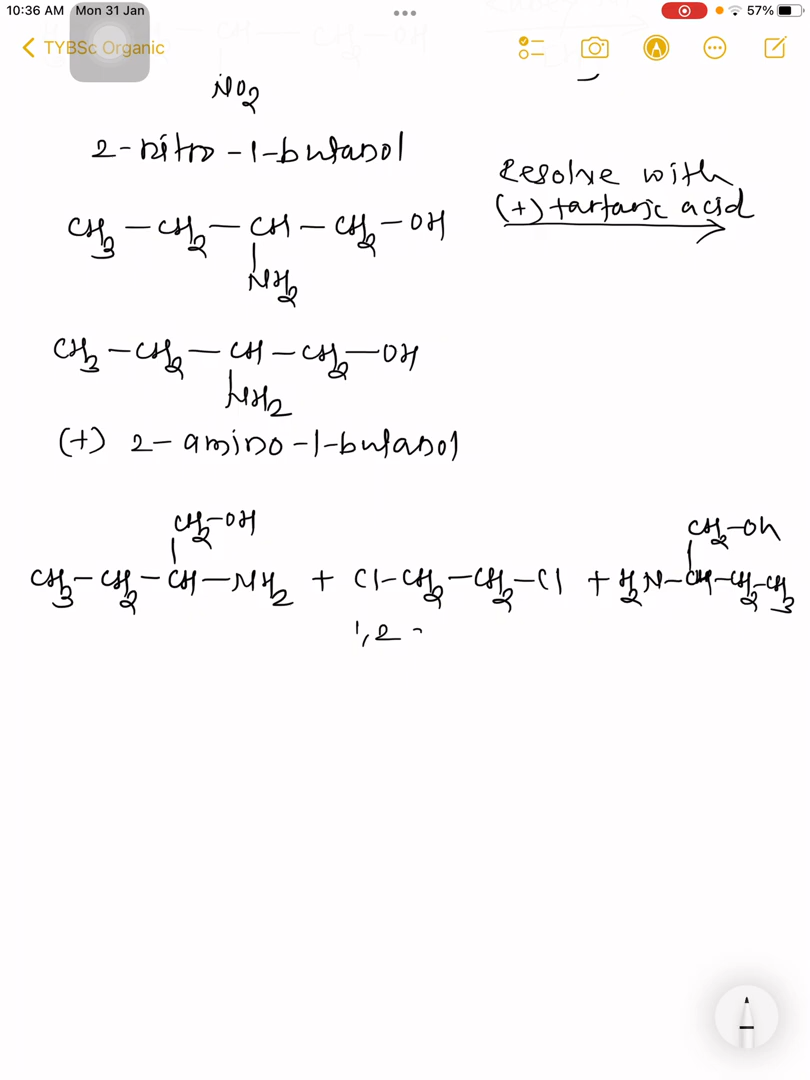 10:36 AM Mon 31 Jan
57%
TYBSc Organic
NO2
2-nitro-1-butanol
Resolve with
(+) tartaric acid
CH3-CH2-CH-CH2-OH
NH2
CH3-CH2-CH-CH2-OH
NH2
(+) 2-amino-1-butanol
CH2-OH CH2-OH
CH3-CH2-CH-NH2 + Cl-CH2-CH2-Cl + H2N-CH-CH2-CH3
1,2-